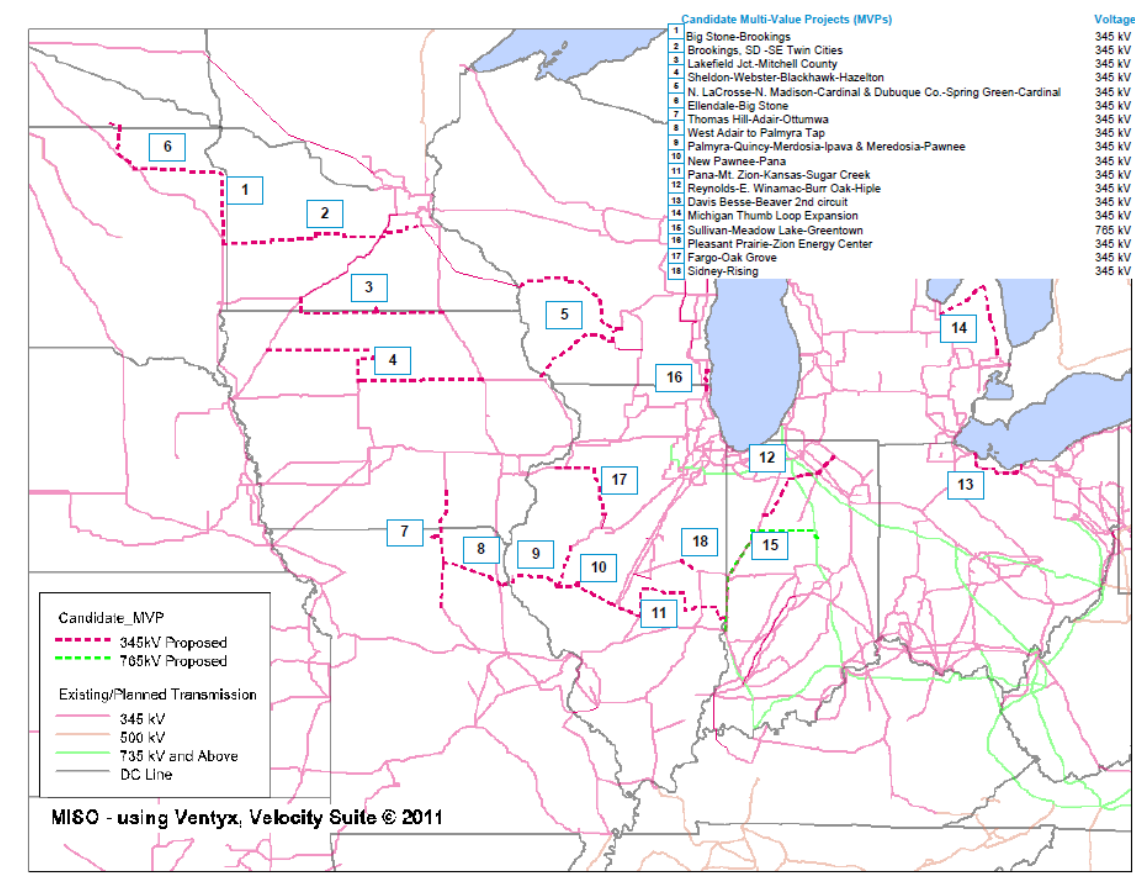 Candidate Multi-Value Projects (MVPs) Voltage
1 Big Stone-Brookings 345 kV
2 Brookings, SD -SE Twin Cities 345 kV
3 Lakefield Jct.-Mitchell County 345 kV
4 Sheldon-Webster-Blackhawk-Hazelton 345 kV
5 N. LaCrosse-N. Madison-Cardinal & Dubuque Co.-Spring Green-Cardinal 345 kV
6 Ellendale-Big Stone 345 kV
7 Thomas Hill-Adair-Ottumwa 345 kV
8 West Adair to Palmyra Tap 345 kV
9 Palmyra-Quincy-Merdosia-Ipava & Meredosia-Pawnee 345 kV
10 New Pawnee-Pana 345 kV
11 Pana-Mt. Zion-Kansas-Sugar Creek 345 kV
12 Reynolds-E. Winamac-Burr Oak-Hiple 345 kV
13 Davis Besse-Beaver 2nd circuit 345 kV
14 Michigan Thumb Loop Expansion 345 kV
15 Sullivan-Meadow Lake-Greentown 765 kV
16 Pleasant Prairie-Zion Energy Center 345 kV
17 Fargo-Oak Grove 345 kV
18 Sidney-Rising 345 kV
6
1
2
3
5
14
4
16
12
17
13
7
18
15
8
9
10
11
Candidate_MVP
345kV Proposed
765kV Proposed
Existing/Planned Transmission
345 kV
500 kV
735 kV and Above
DC Line
MISO - using Ventyx, Velocity Suite © 2011